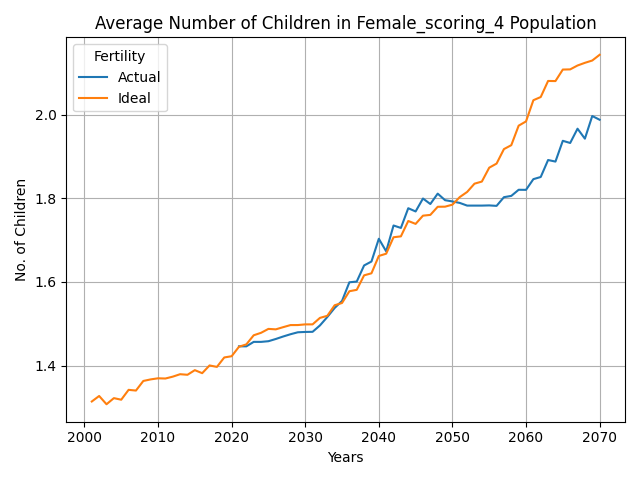 Average Number of Children in Female_scoring_4 Population
Fertility
Actual
Ideal
No. of Children
2.0
1.8
1.6
1.4
2000 2010 2020 2030 2040 2050 2060 2070
Years